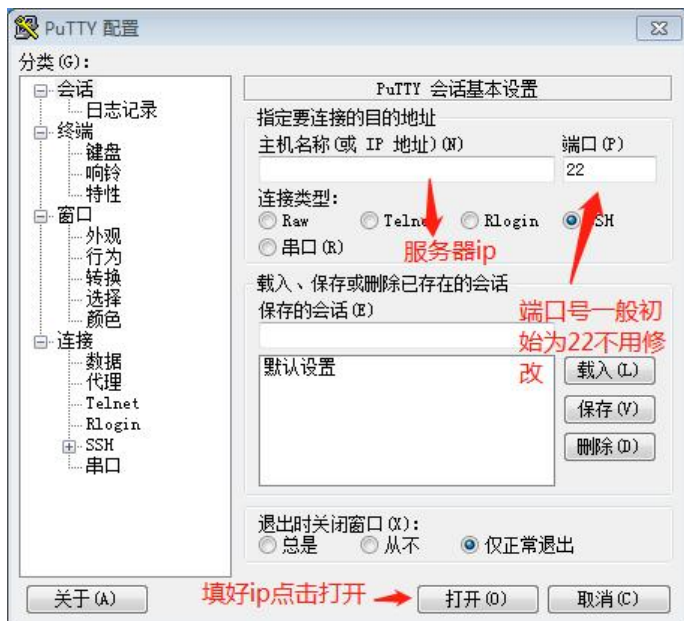 PuTTY 配置
分类(G):
会话
日志记录
终端
键盘
响铃
特性
窗口
外观
行为
转换
选择
颜色
连接
数据
代理
Telnet
Rlogin
SSH
串口
PuTTY 会话基本设置
指定要连接的目的地址
主机名称(或 IP 地址)(N) 端口(P)
22
连接类型:
Raw Telnet Rlogin SSH
串口(R)
服务器ip
载入、保存或删除已存在的会话
保存的会话(E)
端口号一般初
始为22不用修
改
默认设置
载入(L)
保存(V)
删除(D)
退出时关闭窗口(X):
总是 从不 仅正常退出
关于(A) 填好ip点击打开 打开(O) 取消(C)